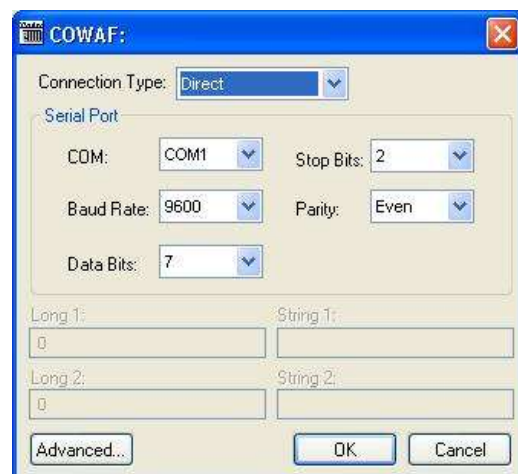 COWAF:
Connection Type: Direct
Serial Port
COM: COM1 Stop Bits: 2
Baud Rate: 9600 Parity: Even
Data Bits: 7
Long 1: String 1:
0
Long 2: String 2:
0
Advanced... OK Cancel